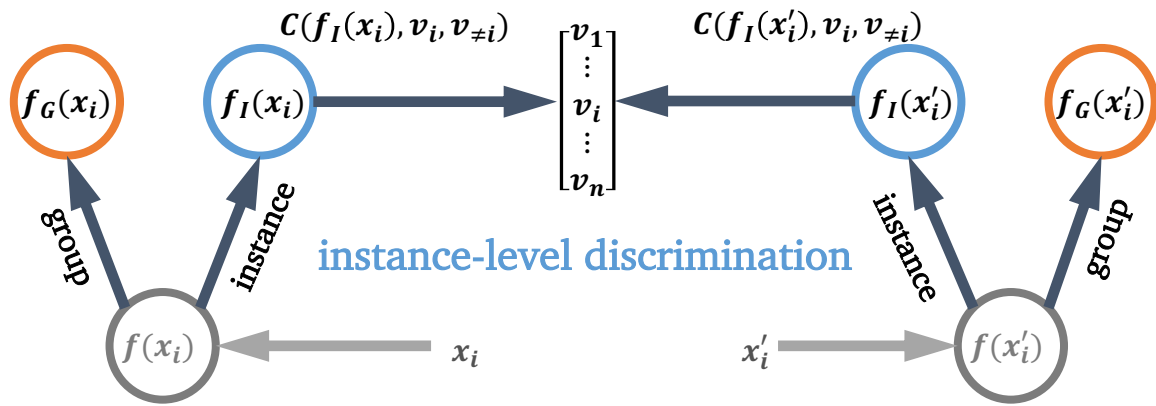 C(f_I(x_i), v_i, v_{≠i})
C(f_I(x'_i), v_i, v_{≠i})
f_G(x_i)
f_I(x_i)
v_1
⋮
v_i
⋮
v_n
f_I(x'_i)
f_G(x'_i)
group
instance
instance
group
instance-level discrimination
f(x_i)
x_i
x'_i
f(x'_i)